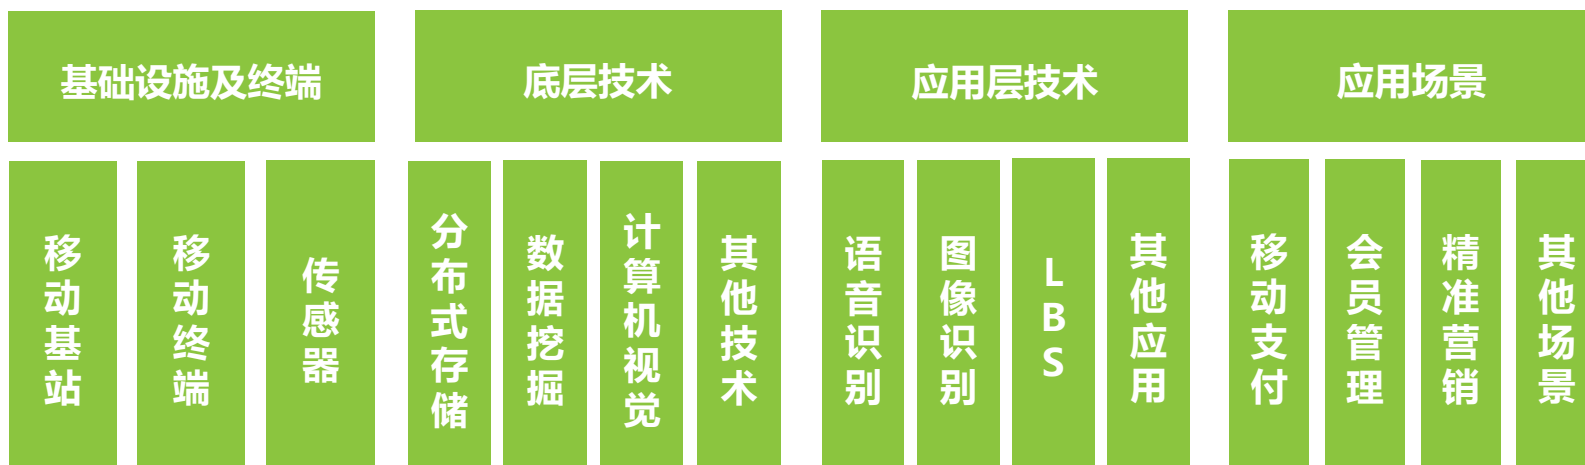 基础设施及终端
底层技术
应用层技术
应用场景
移动基站
移动终端
传感器
分布式存储
数据挖掘
计算机视觉
其他技术
语音识别
图像识别
LBS
其他应用
移动支付
会员管理
精准营销
其他场景